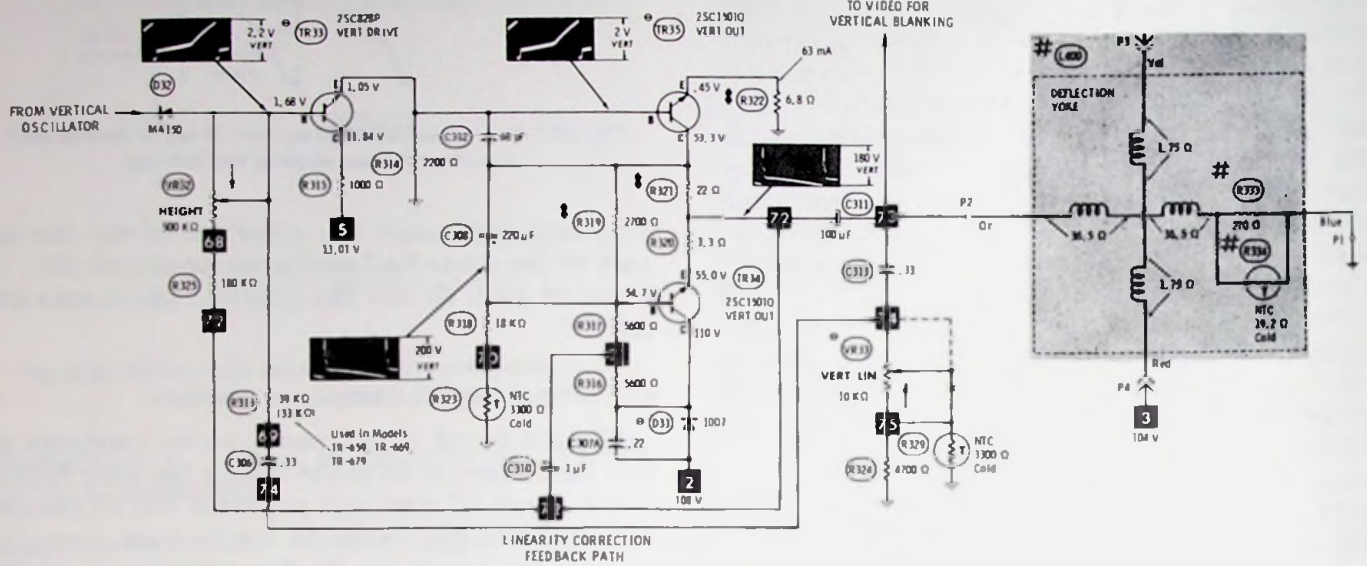 2SC828P
VERT DRIVE
TR33
2.2 V
VERT
D32
FROM VERTICAL
OSCILLATOR
MA150
1.68 V
B
E
1.05 V
C
11.84 V
R313
1000 Ω
5
13.01 V
R314
2200 Ω
HEIGHT
500 KΩ
68
R325
180 KΩ
R311
39 KΩ
(33 KΩ)
Used in Models
TR-659, TR-669,
TR-679
69
C306
.33
74
200 V
VERT
C308
220 µF
R318
18 KΩ
R323
NTC
3300 Ω
Cold
C312
68 µF
2SC1501Q
VERT OUT
TR35
2 V
VERT
63 mA
E
.45 V
B
C
53.3 V
R322
6.8 Ω
180 V
VERT
R321
22 Ω
R319
2700 Ω
R320
3.3 Ω
72
C311
100 µF
73
TR34
2SC1501Q
VERT OUT
E
55.0 V
54.7 V
B
C
110 V
R317
5600 Ω
R316
5600 Ω
D33
C307A
.22
C310
1 µF
2
108 V
LINEARITY CORRECTION
FEEDBACK PATH
TO VIDEO FOR
VERTICAL BLANKING
C313
.33
VR33
VERT LIN
10 KΩ
75
R324
4700 Ω
R329
NTC
3300 Ω
Cold
P2
Or
# L400
P3
Yel
DEFLECTION
YOKE
1.75 Ω
36.5 Ω
36.5 Ω
# R333
270 Ω
# R334
NTC
Cold
1.75 Ω
Blue
P1
Red
P4
3
104 V